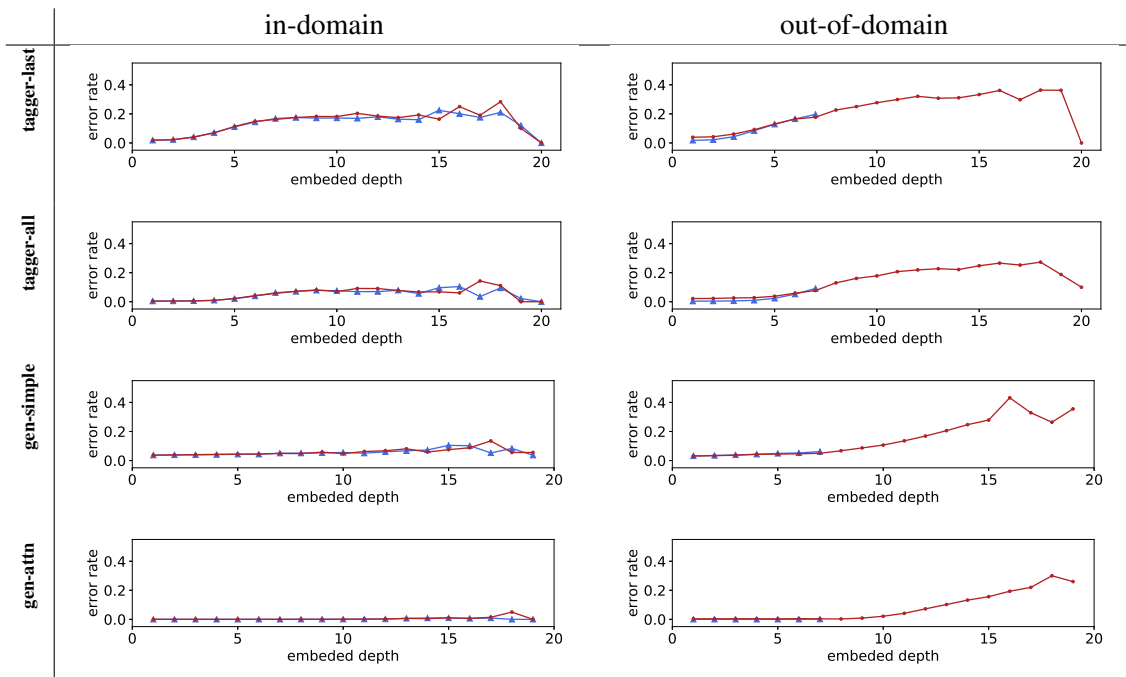 in-domain out-of-domain
tagger-last
error rate
0.4
0.2
0.0
0 5 10 15 20
embeded depth
error rate
0.4
0.2
0.0
0 5 10 15 20
embeded depth
tagger-all
error rate
0.4
0.2
0.0
0 5 10 15 20
embeded depth
error rate
0.4
0.2
0.0
0 5 10 15 20
embeded depth
gen-simple
error rate
0.4
0.2
0.0
0 5 10 15 20
embeded depth
error rate
0.4
0.2
0.0
0 5 10 15 20
embeded depth
gen-attn
error rate
0.4
0.2
0.0
0 5 10 15 20
embeded depth
error rate
0.4
0.2
0.0
0 5 10 15 20
embeded depth